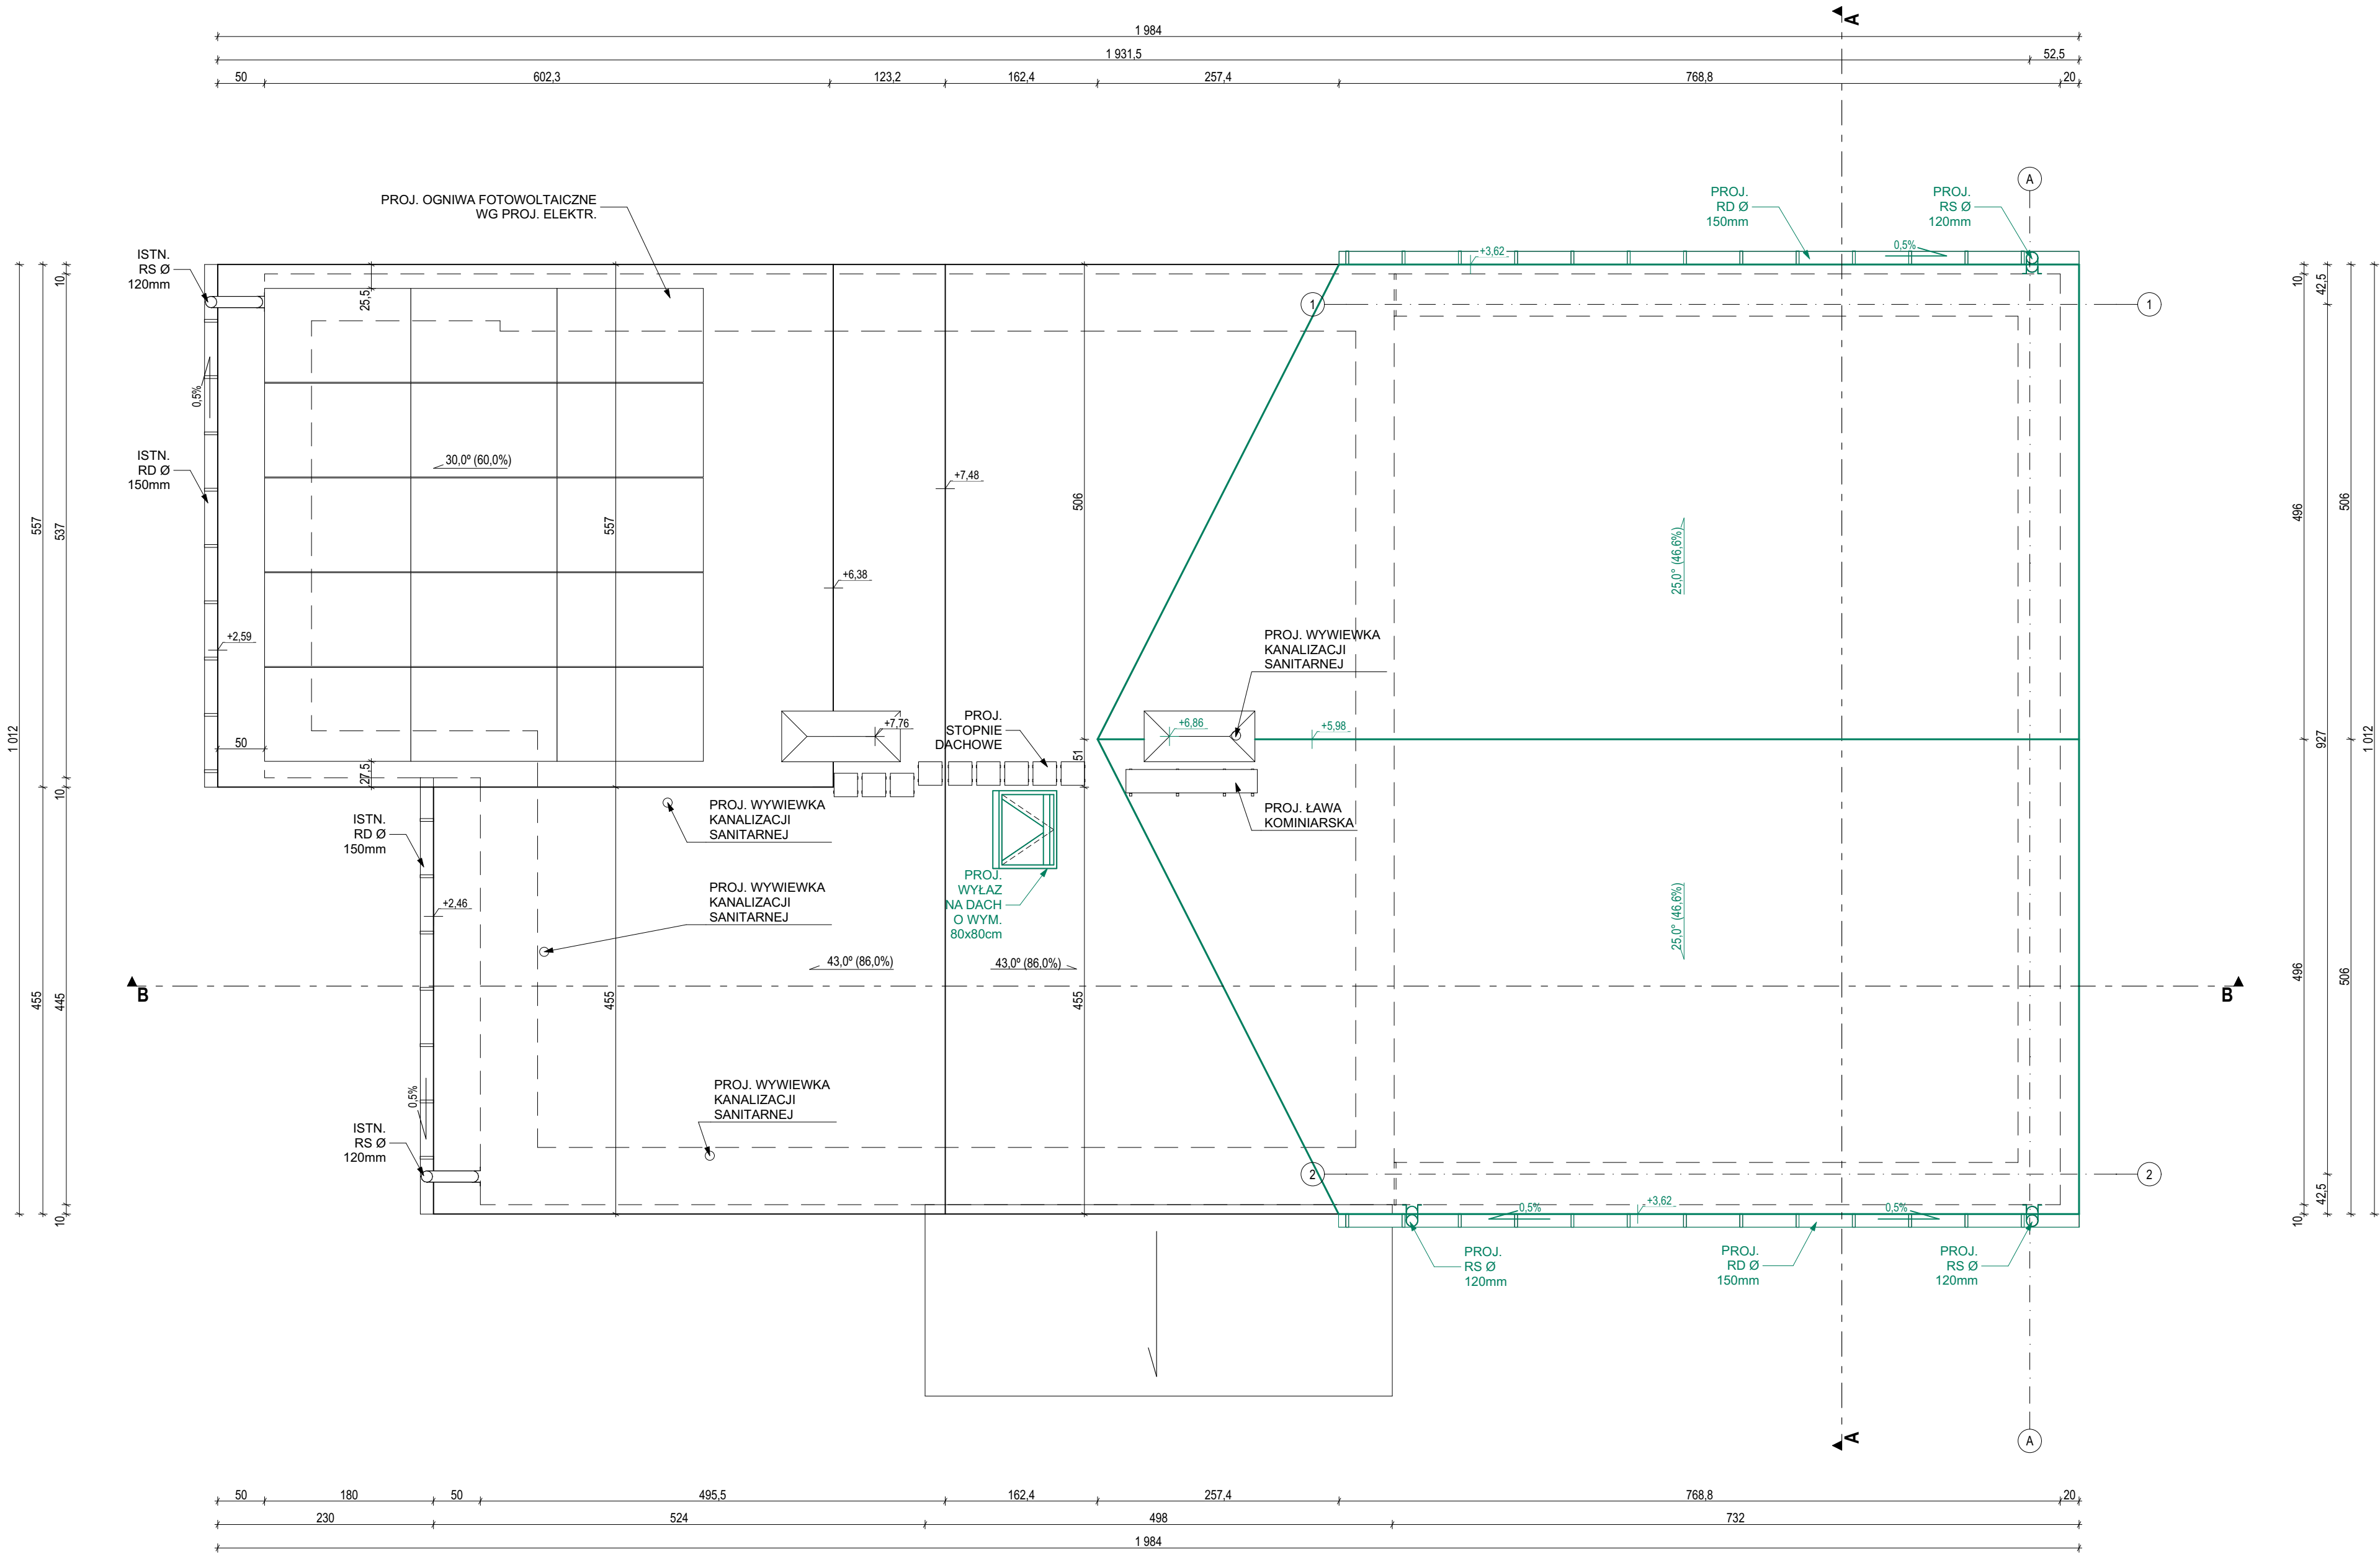 1 984
A
1 931,5
52,5
50
602,3
123,2
162,4
257,4
768,8
20
A
PROJ. OGNIWA FOTOWOLTAICZNE
WG PROJ. ELEKTR.
PROJ.
RD Ø
150mm
PROJ.
RS Ø
120mm
ISTN.
RS Ø
120mm
+3,62
0,5%
10
25,5
10
42,5
1
1
0,5%
ISTN.
RD Ø
150mm
30,0º (60,0%)
+7,48
506
557
537
557
496
506
25,0° (46,6%)
+6,38
+2,59
PROJ. WYWIEWKA
KANALIZACJI
SANITARNEJ
1 012
50
27,5
+7,76
PROJ.
STOPNIE
DACHOWE
51
+6,86
+5,98
927
1 012
10
PROJ. WYWIEWKA
KANALIZACJI
SANITARNEJ
PROJ. ŁAWA
KOMINIARSKA
ISTN.
RD Ø
150mm
PROJ.
WYŁAZ
NA DACH
O WYM.
80x80cm
PROJ. WYWIEWKA
KANALIZACJI
SANITARNEJ
+2,46
25,0° (46,6%)
43,0º (86,0%)
43,0º (86,0%)
B
B
455
445
455
455
496
506
0,5%
PROJ. WYWIEWKA
KANALIZACJI
SANITARNEJ
ISTN.
RS Ø
120mm
2
2
10
0,5%
+3,62
0,5%
10
42,5
PROJ.
RS Ø
120mm
PROJ.
RD Ø
150mm
PROJ.
RS Ø
120mm
A
A
50
180
50
495,5
162,4
257,4
768,8
20
230
524
498
732
1 984